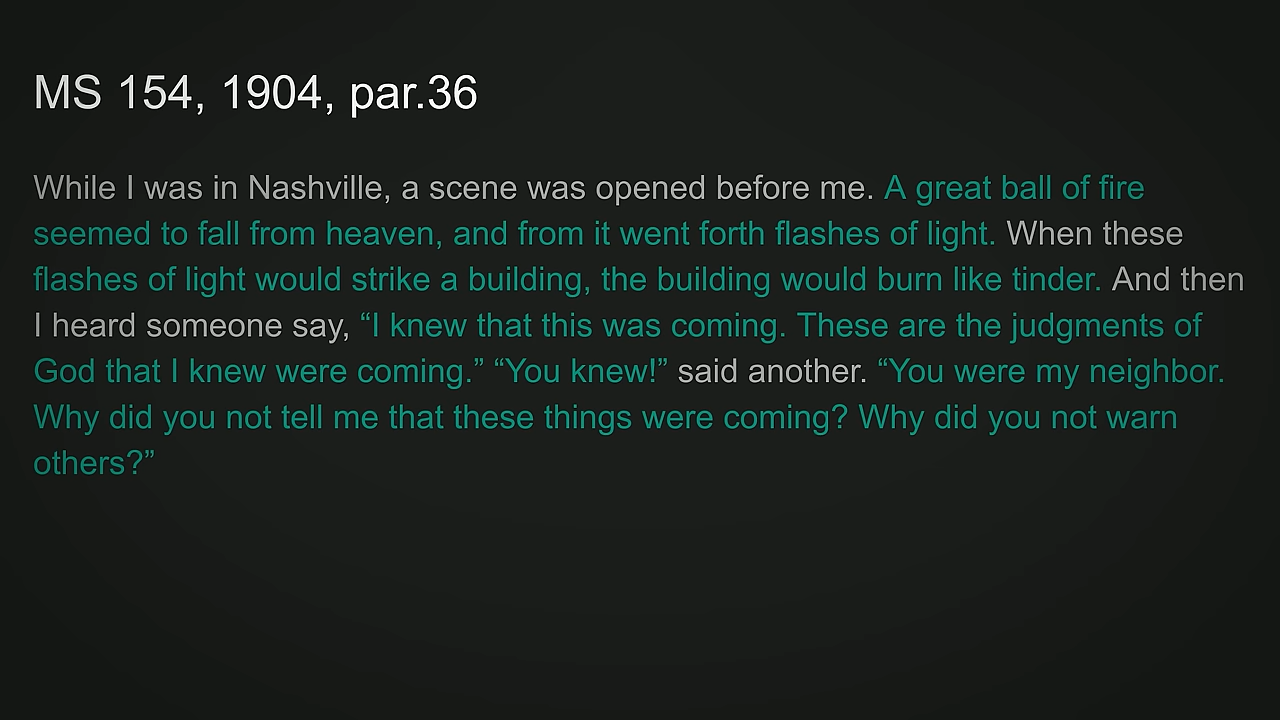 MS 154, 1904, par.36
While I was in Nashville, a scene was opened before me. A great ball of fire
seemed to fall from heaven, and from it went forth flashes of light. When these
flashes of light would strike a building, the building would burn like tinder. And then
I heard someone say, “I knew that this was coming. These are the judgments of
God that I knew were coming.” “You knew!” said another. “You were my neighbor.
Why did you not tell me that these things were coming? Why did you not warn
others?”